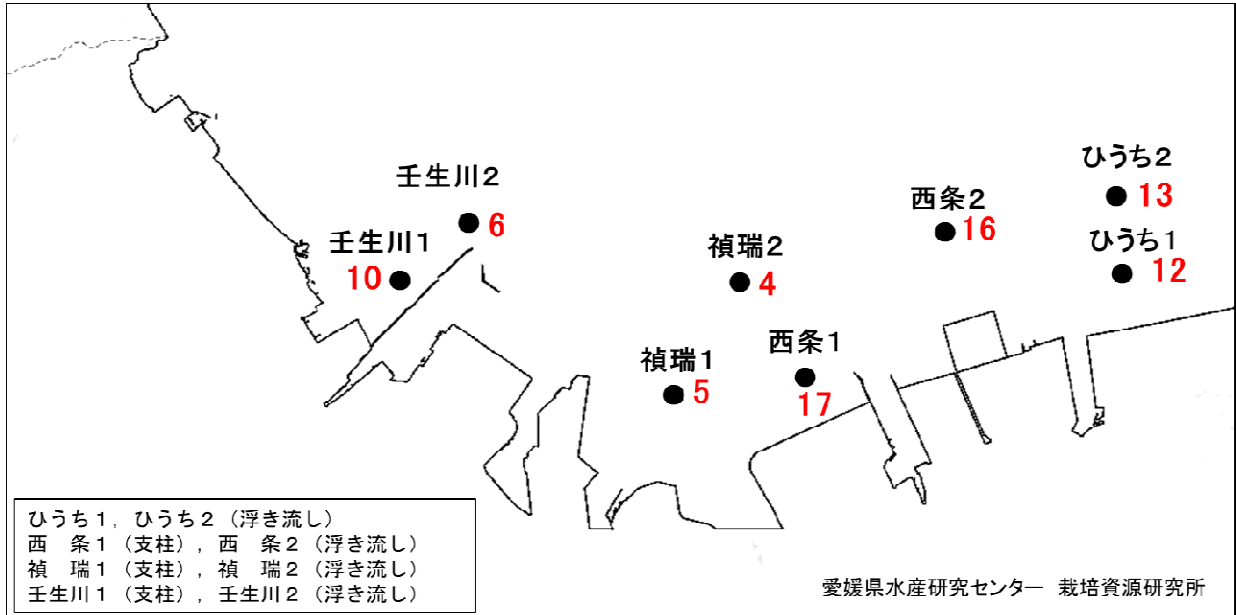 ひうち2
13
壬生川2
6
西条2
16
壬生川1
10
禎瑞2
4
ひうち1
12
禎瑞1
5
西条1
17
ひうち1，ひうち2（浮き流し）
西　条1（支柱），西　条2（浮き流し）
禎　瑞1（支柱），禎　瑞2（浮き流し）
壬生川1（支柱），壬生川2（浮き流し）
愛媛県水産研究センター　栽培資源研究所